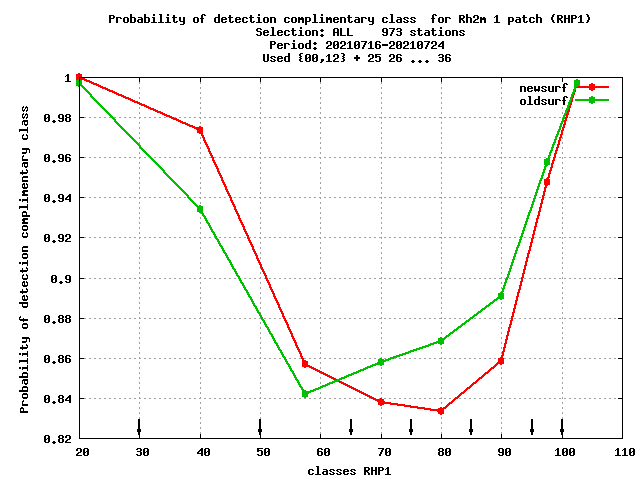 Probability of detection complimentary class  for Rh2m 1 patch (RHP1)
Selection: ALL    973 stations
Period: 20210716-20210724
Used {00,12} + 25 26 ... 36
newsurf
oldsurf
Probability of detection complimentary class
1
0,98
0,96
0,94
0,92
0,9
0,88
0,86
0,84
0,82
20 30 40 50 60 70 80 90 100 110
classes RHP1